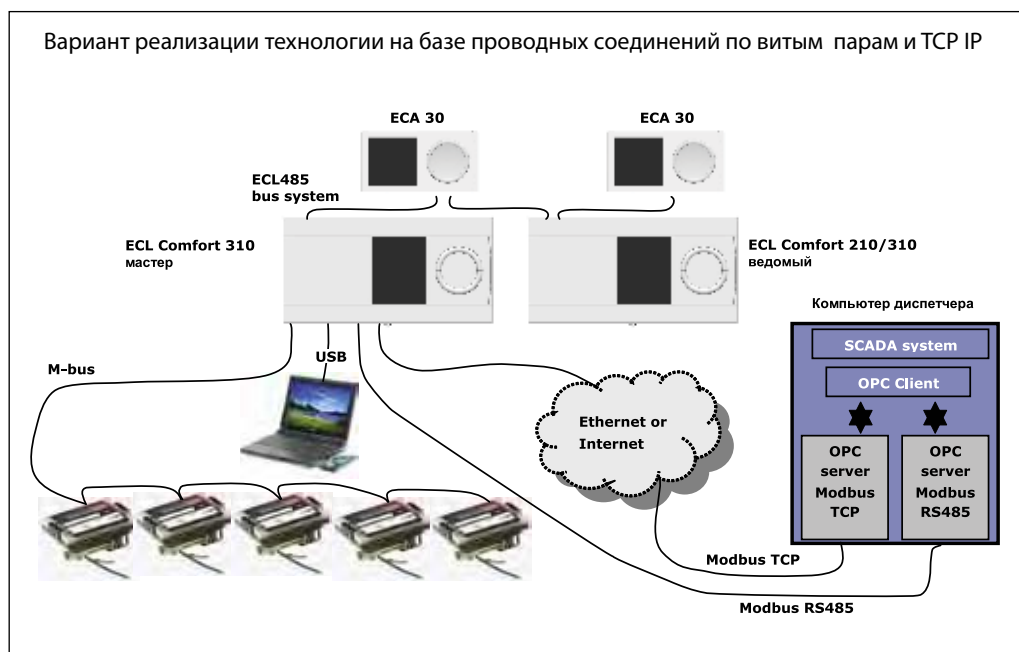 Вариант реализации технологии на базе проводных соединений по витым парам и TCP IP
ECA 30
ECA 30
ECL485
bus system
ECL Comfort 310
мастер
ECL Comfort 210/310
ведомый
Компьютер диспетчера
SCADA system
OPC Client
M-bus
USB
Ethernet or
Internet
OPC
server
Modbus
TCP
OPC
server
Modbus
RS485
Modbus TCP
Modbus RS485